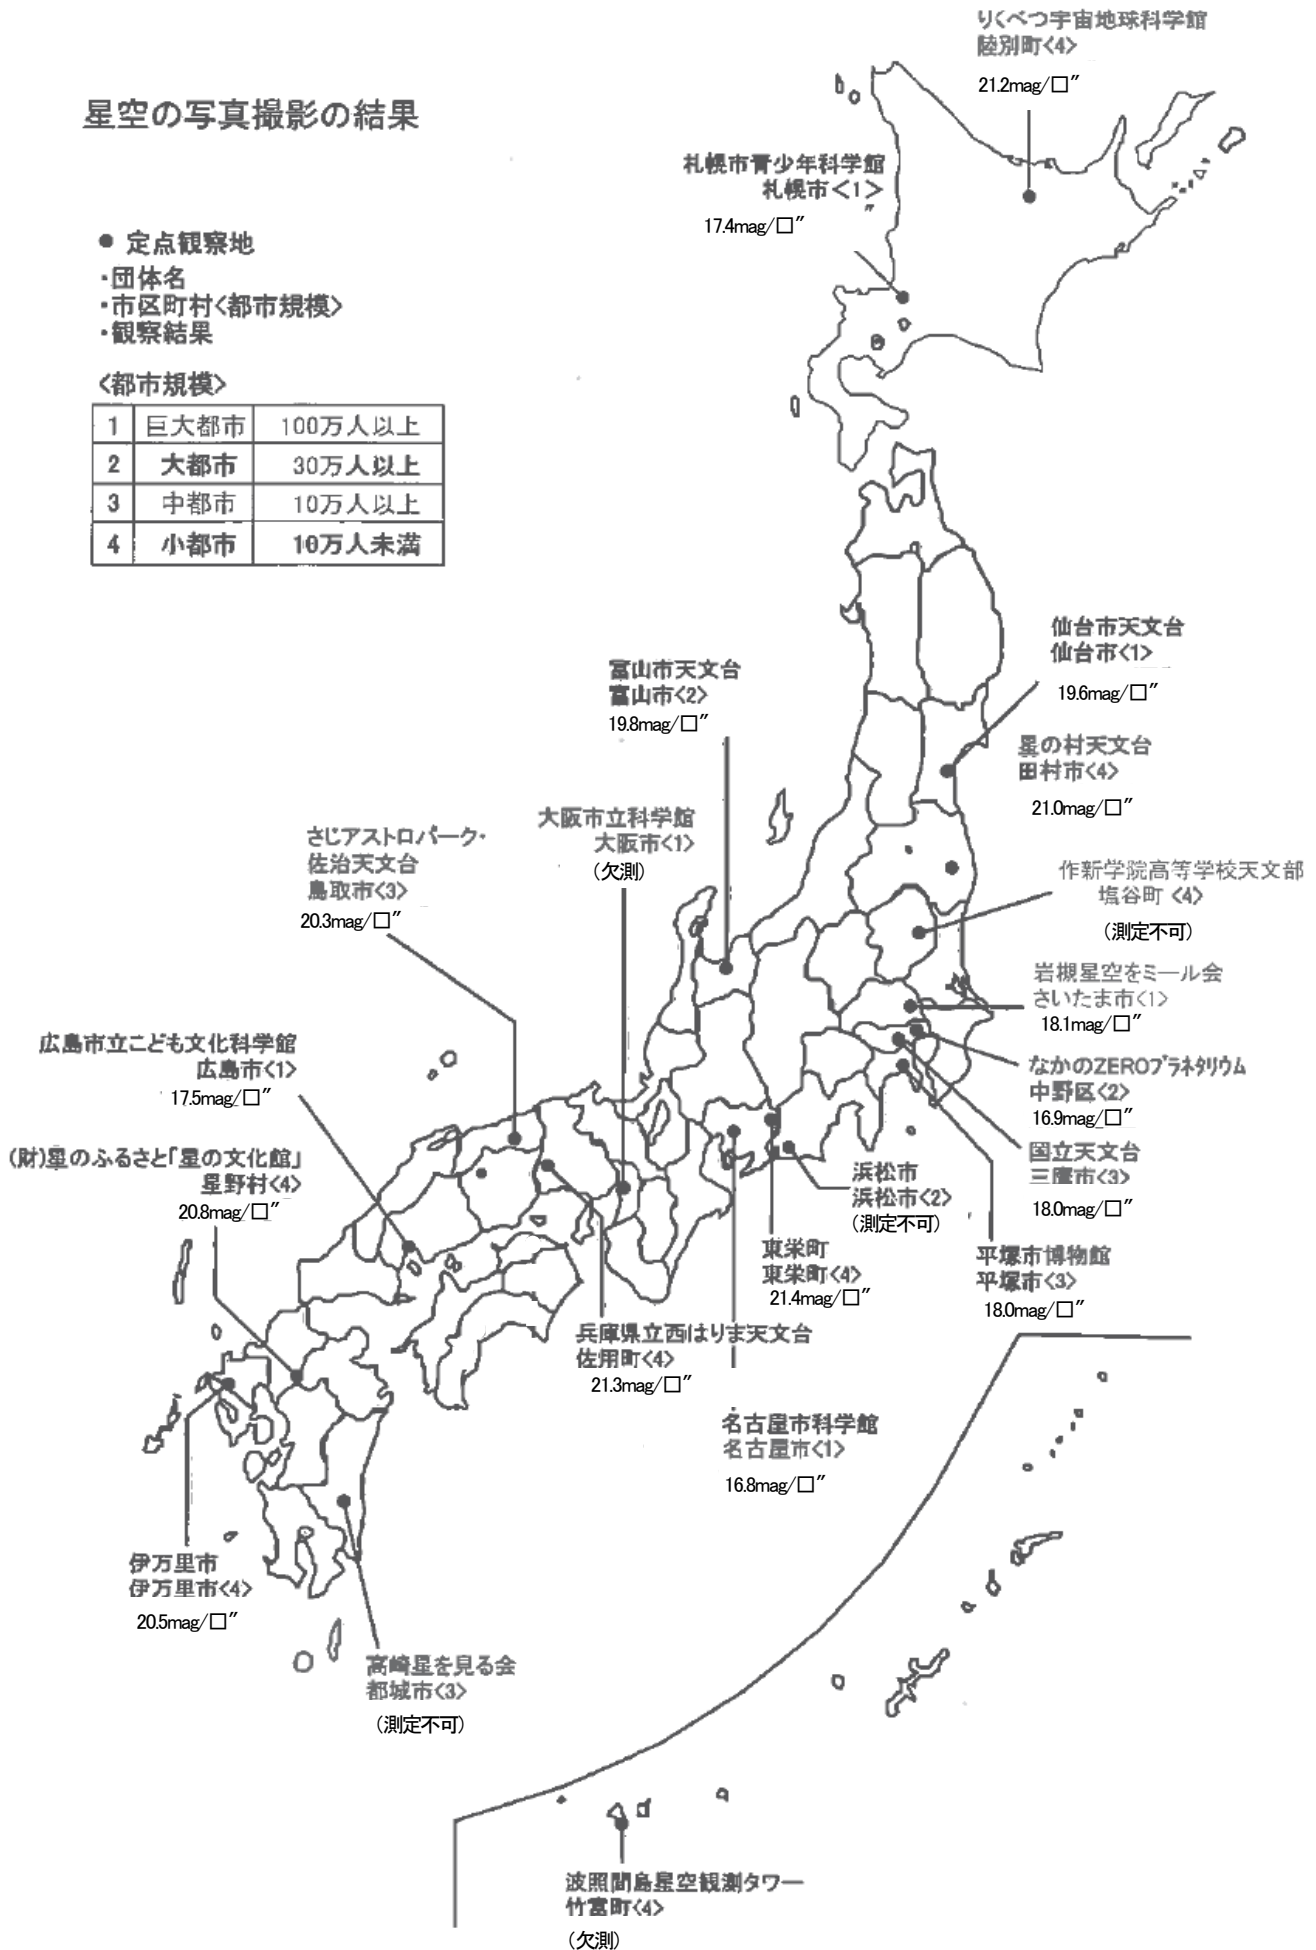 りくべつ宇宙地球科学館
陸別町<4>
21.2mag/□″
星空の写真撮影の結果
札幌市青少年科学館
札幌市<1>
〃
17.4mag/□″
● 定点観察地
・団体名
・市区町村<都市規模>
・観察結果
<都市規模>
1 巨大都市 100万人以上
2 大都市 30万人以上
3 中都市 10万人以上
4 小都市 10万人未満
仙台市天文台
仙台市<1>
19.6mag/□″
富山市天文台
富山市<2>
19.8mag/□″
星の村天文台
田村市<4>
21.0mag/□″
大阪市立科学館
大阪市<1>
(欠測)
さじアストロパーク・
佐治天文台
鳥取市<3>
20.3mag/□″
作新学院高等学校天文部
塩谷町 <4>
(測定不可)
岩槻星空をミール会
さいたま市<1>
18.1mag/□″
広島市立こども文化科学館
広島市<1>
17.5mag/□″
なかのZEROプラネタリウム
中野区<2>
16.9mag/□″
(財)星のふるさと「星の文化館」
星野村<4>
20.8mag/□″
国立天文台
三鷹市<3>
18.0mag/□″
浜松市
浜松市<2>
(測定不可)
東栄町
東栄町<4>
21.4mag/□″
平塚市博物館
平塚市<3>
18.0mag/□″
兵庫県立西はりま天文台
佐用町<4>
21.3mag/□″
名古屋市科学館
名古屋市<1>
16.8mag/□″
伊万里市
伊万里市<4>
20.5mag/□″
高崎星を見る会
都城市<3>
(測定不可)
波照間島星空観測タワー
竹富町<4>
(欠測)